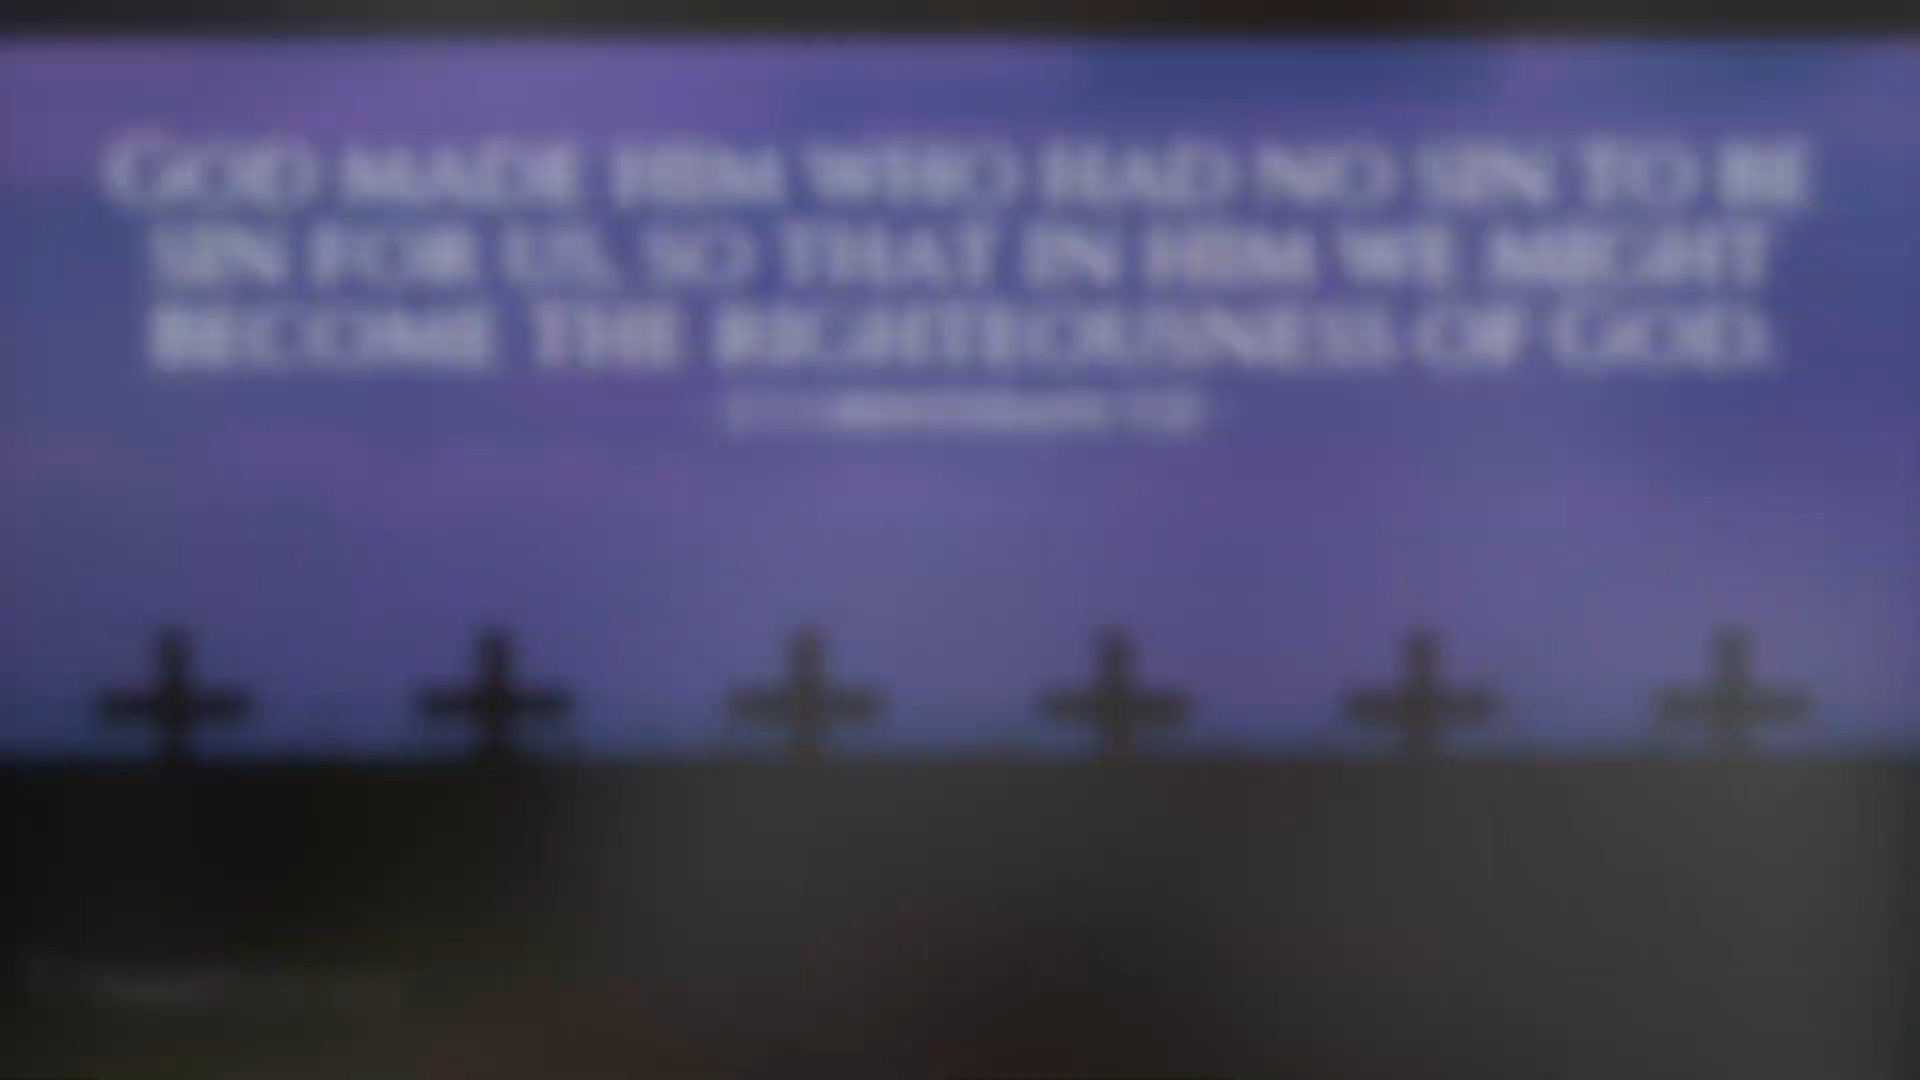 God made Him who had no sin to be
sin for us, so that in Him we might
become the righteousness of God.